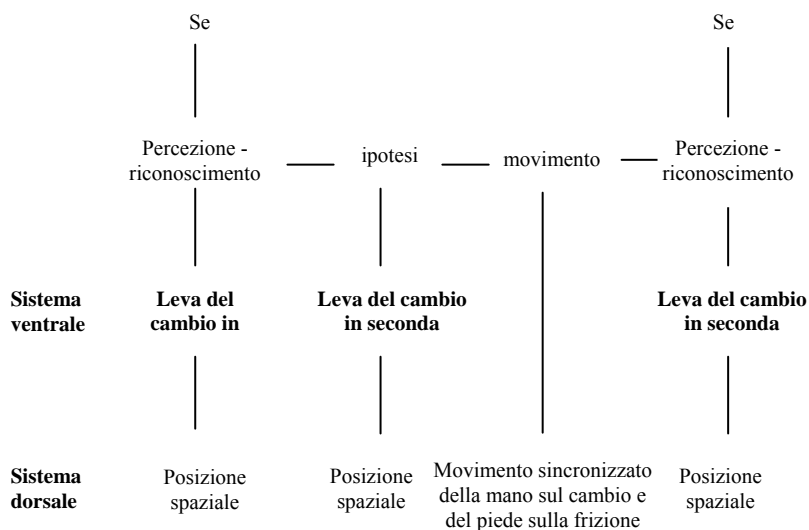 Se
Se
Percezione -
riconoscimento
ipotesi
movimento
Percezione -
riconoscimento
Sistema
ventrale
Leva del
cambio in
Leva del cambio
in seconda
Leva del cambio
in seconda
Sistema
dorsale
Posizione
spaziale
Posizione
spaziale
Movimento sincronizzato
della mano sul cambio e
del piede sulla frizione
Posizione
spaziale